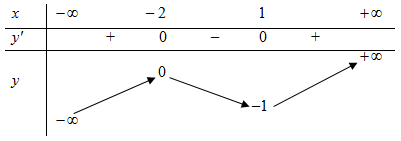 x −∞ −2 1 +∞
y′ + 0 − 0 +
+∞
0
y
−1
−∞